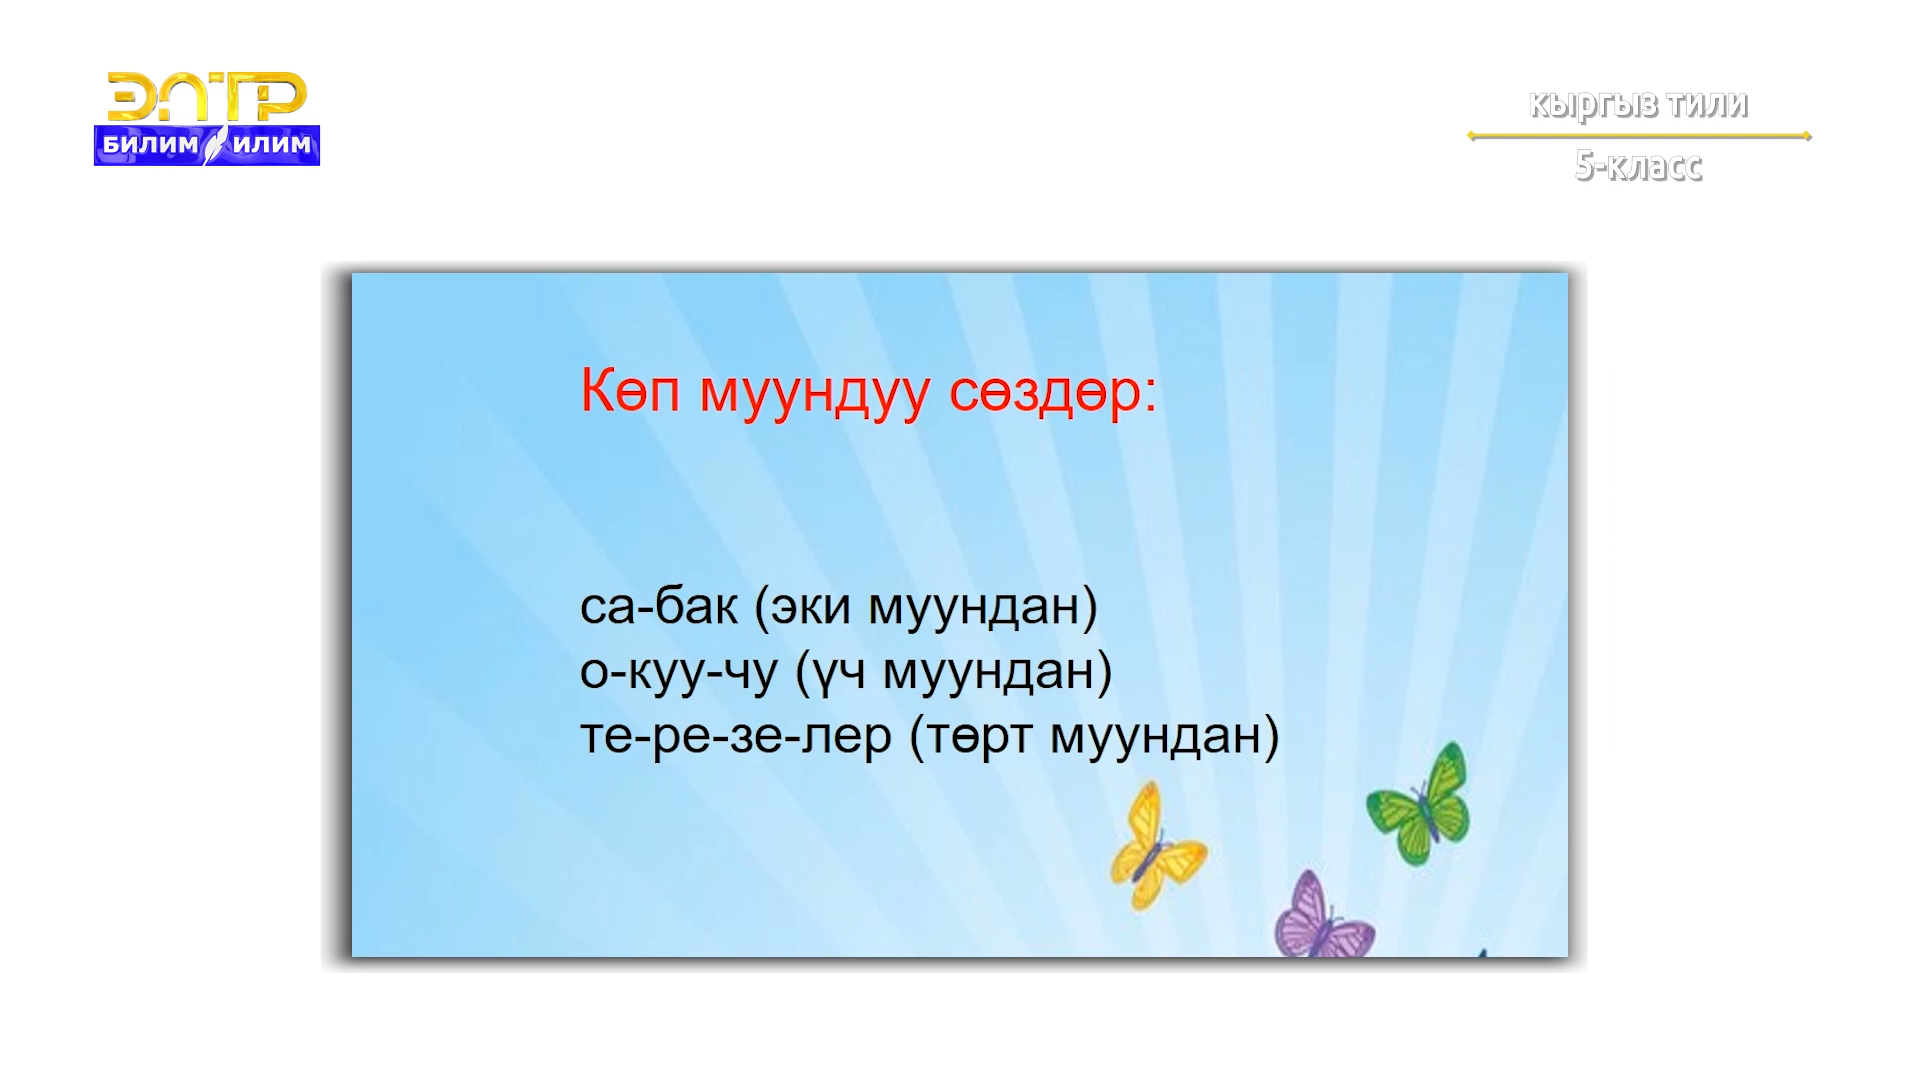 ЭЛТР
БИЛИМ ИЛИМ
кыргыз тили
5-класс
Көп муундуу сөздөр:
са-бак (эки муундан)
о-куу-чу (үч муундан)
те-ре-зе-лер (төрт муундан)